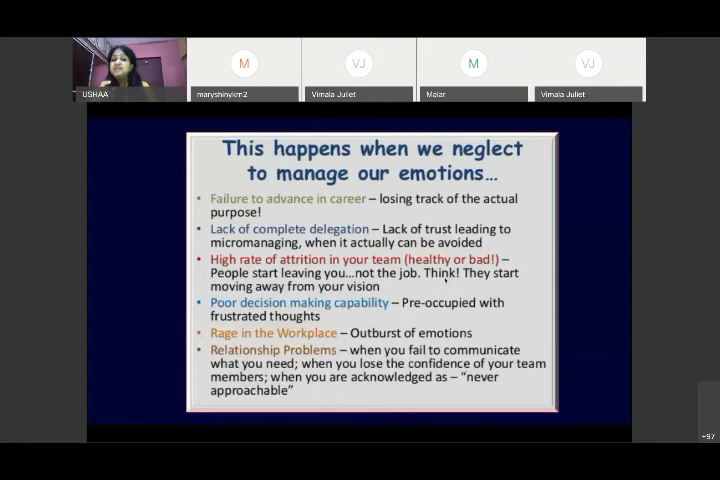 M
VJ
M
VJ
USHAA
maryshinykm2
Vimala Juliet
Malar
Vimala Juliet
This happens when we neglect
to manage our emotions...
• Failure to advance in career – losing track of the actual
purpose!
• Lack of complete delegation – Lack of trust leading to
micromanaging, when it actually can be avoided
• High rate of attrition in your team (healthy or bad!) –
People start leaving you...not the job. Think! They start
moving away from your vision
• Poor decision making capability – Pre-occupied with
frustrated thoughts
• Rage in the Workplace – Outburst of emotions
• Relationship Problems – when you fail to communicate
what you need; when you lose the confidence of your team
members; when you are acknowledged as – “never
approachable”
+97